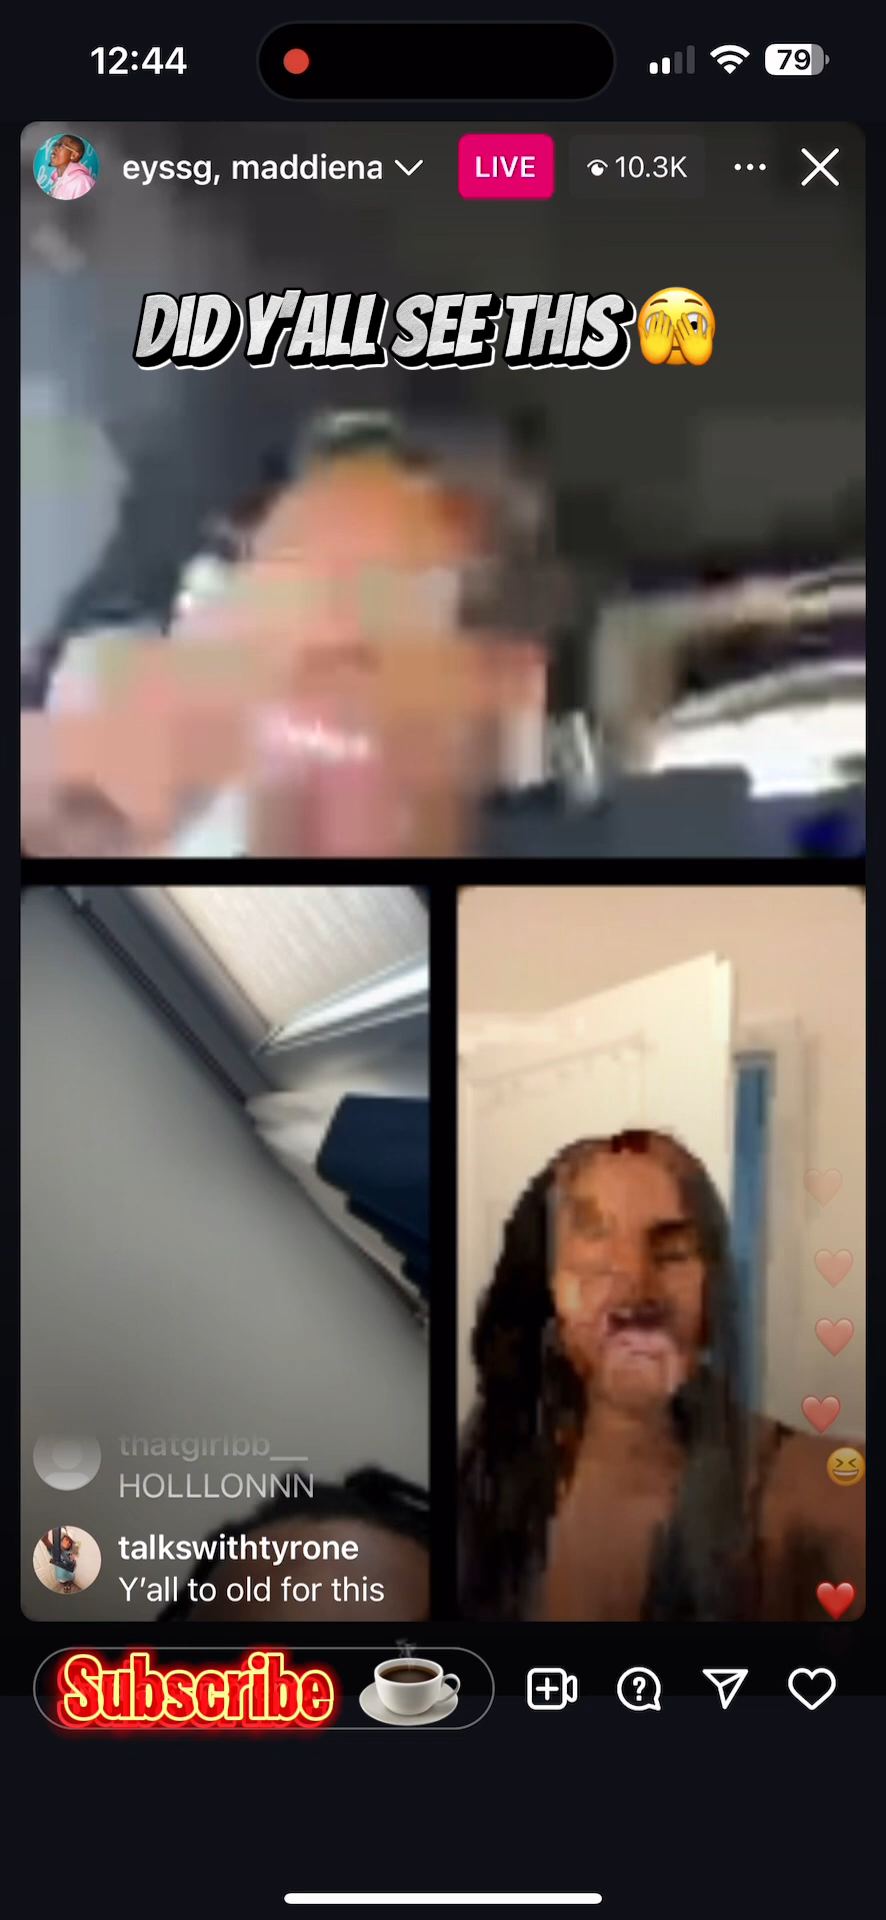 12:44
79
eyssg, maddiena
LIVE
10.3K
DID Y'ALL SEE THIS
thatgirlbb__
HOLLLONNN
talkswithtyrone
Y'all to old for this
Subscribe